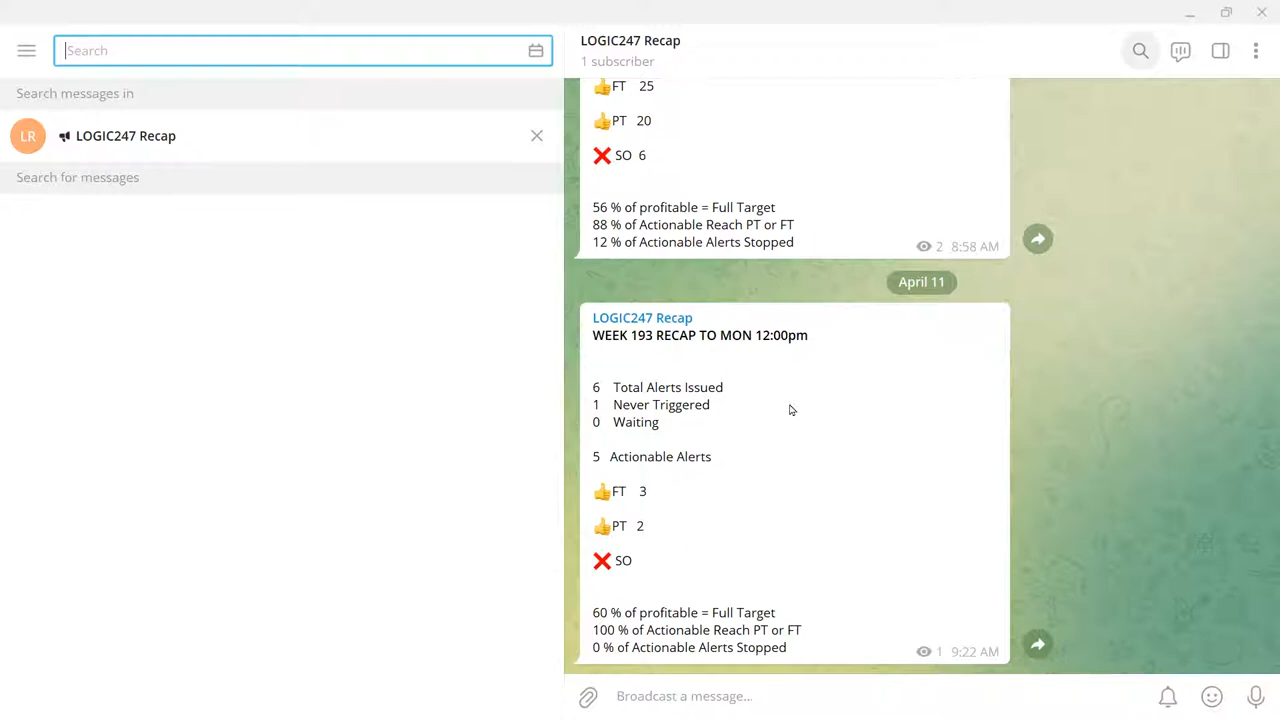 Search
Search messages in
LR LOGIC247 Recap
Search for messages
LOGIC247 Recap
1 subscriber
👍FT 25
👍PT 20
❌ SO 6
56 % of profitable = Full Target
88 % of Actionable Reach PT or FT
12 % of Actionable Alerts Stopped
2 8:58 AM
April 11
LOGIC247 Recap
WEEK 193 RECAP TO MON 12:00pm
6 Total Alerts Issued
1 Never Triggered
0 Waiting
5 Actionable Alerts
👍FT 3
👍PT 2
❌ SO
60 % of profitable = Full Target
100 % of Actionable Reach PT or FT
0 % of Actionable Alerts Stopped
1 9:22 AM
Broadcast a message...